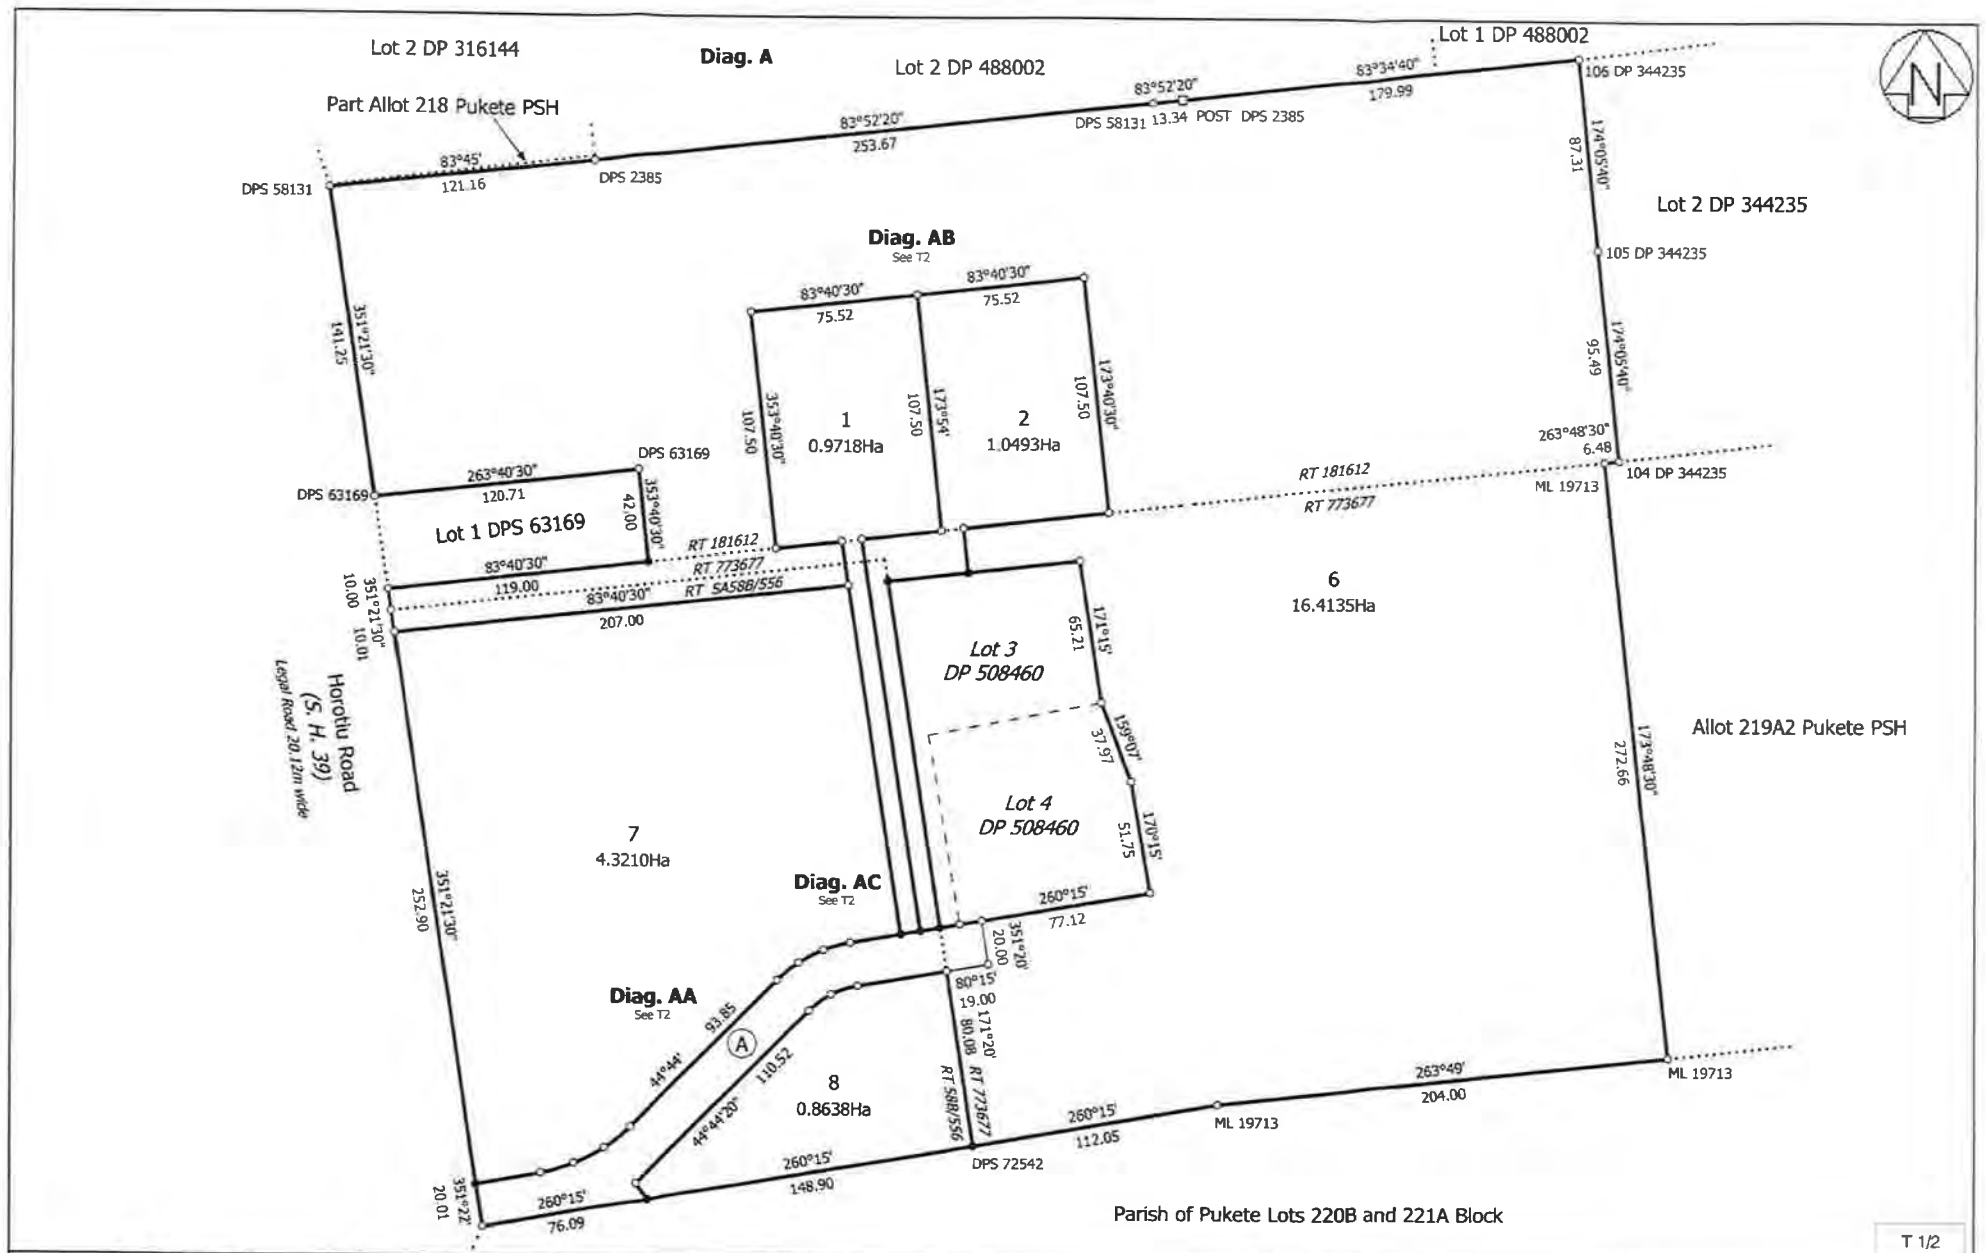 Lot 2 DP 316144
Diag. A
Lot 2 DP 488002
Lot 1 DP 488002
83°34'40"
179.99
106 DP 344235
N
Part Allot 218 Pukete PSH
83°52'20"
DPS 58131 13.34 POST DPS 2385
83°52'20"
253.67
83°45'
121.16
DPS 58131
DPS 2385
174°05'40"
87.31
Lot 2 DP 344235
105 DP 344235
Diag. AB
See T2
83°40'30"
75.52
83°40'30"
75.52
351°21'30"
141.25
353°40'30"
107.50
1
0.9718Ha
173°54'
107.50
2
1.0493Ha
173°40'30"
107.50
174°05'40"
95.49
263°48'30"
6.48
104 DP 344235
ML 19713
RT 181612
RT 773677
DPS 63169
DPS 63169
263°40'30"
120.71
353°40'30"
42.00
Lot 1 DPS 63169
83°40'30"
119.00
RT 181612
RT 773677
RT SA58B/556
83°40'30"
207.00
351°21'30"
10.00
10.01
6
16.4135Ha
171°15'
65.21
Lot 3
DP 508460
Horotiu Road
(S. H. 39)
Legal Road 20.12m wide
159°07'
37.97
Allot 219A2 Pukete PSH
173°48'30"
272.66
Lot 4
DP 508460
170°15'
51.75
7
4.3210Ha
Diag. AC
See T2
351°21'30"
252.90
260°15'
77.12
351°20'
20.00
80°15'
19.00
Diag. AA
See T2
93.85
44°44'
A
110.52
44°44'20"
8
0.8638Ha
171°20'
80.08
RT 773677
RT 58B/556
263°49'
204.00
ML 19713
ML 19713
260°15'
112.05
DPS 72542
260°15'
148.90
351°22'
20.01
260°15'
76.09
Parish of Pukete Lots 220B and 221A Block
T 1/2